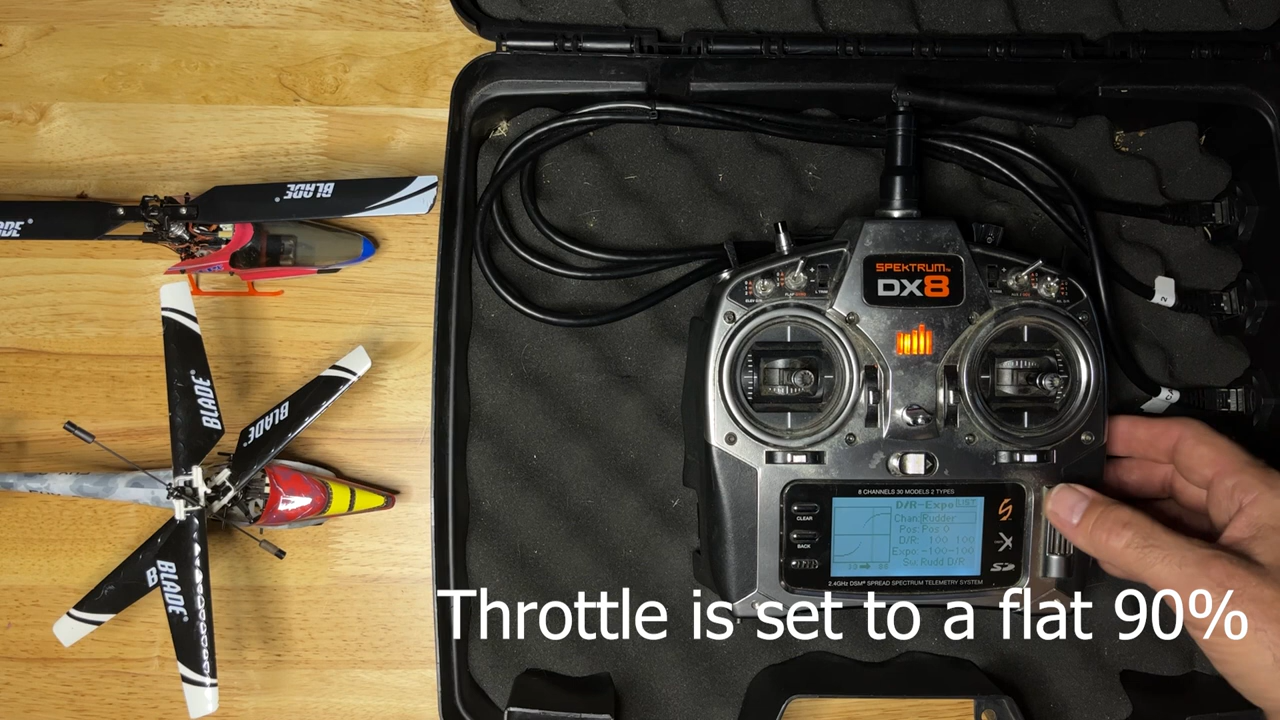 BLADE
SPEKTRUM
DX8
8 CHANNELS 30 MODELS 2 TYPES
CLEAR
BACK
D/R-Expo LIST
Chan: Rudder
Pos: Pos 0
D/R: 100 100
Expo: -100-100
Sw: Rudd D/R
2.4GHz DSM SPREAD SPECTRUM TELEMETRY SYSTEM
BLADE
BLADE
BLADE
Throttle is set to a flat 90%